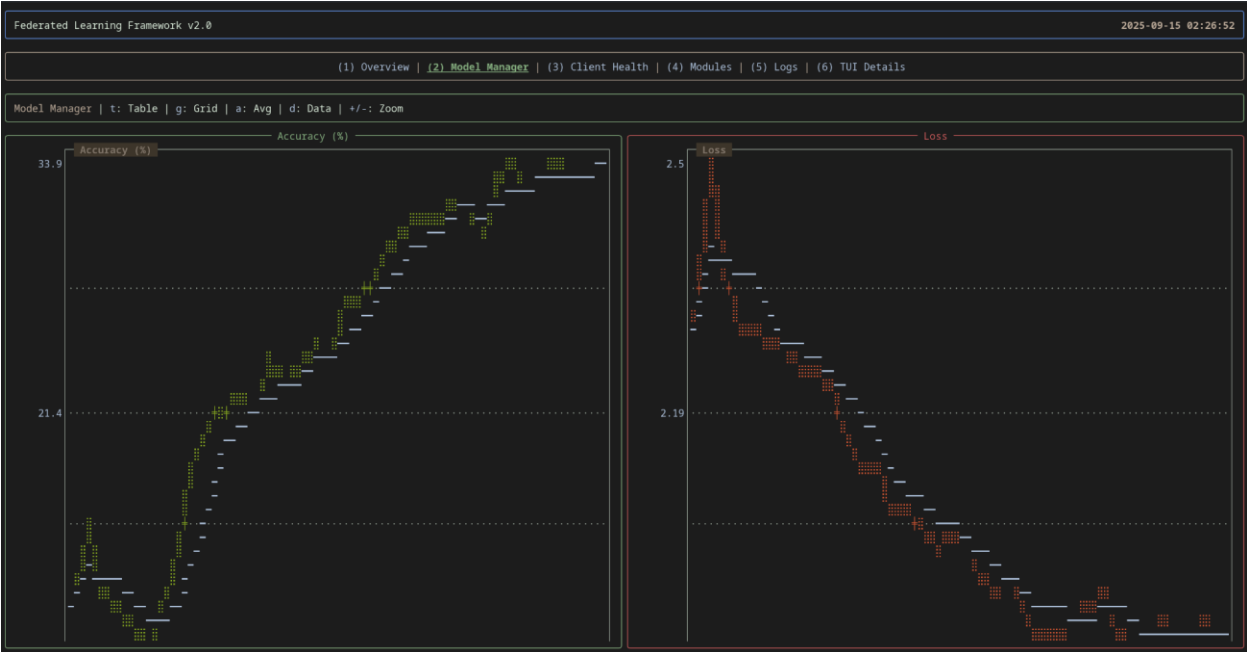 Federated Learning Framework v2.0 2025-09-15 02:26:52
(1) Overview | (2) Model Manager | (3) Client Health | (4) Modules | (5) Logs | (6) TUI Details
Model Manager | t: Table | g: Grid | a: Avg | d: Data | +/-: Zoom
Accuracy (%)
Accuracy (%)
33.9
21.4
Loss
Loss
2.5
2.19